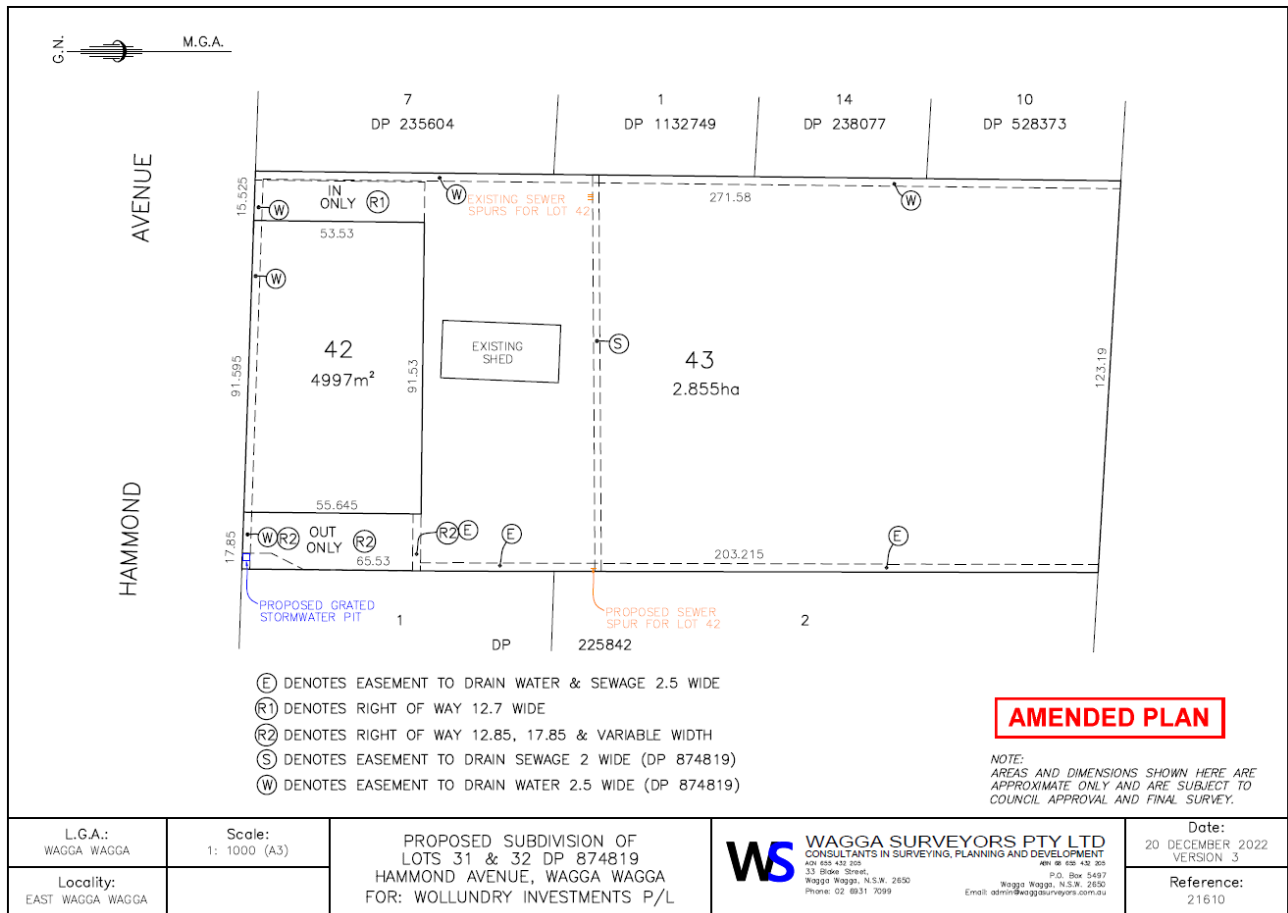 G.N.
M.G.A.
7
DP 235604
1
DP 1132749
14
DP 238077
10
DP 528373
AVENUE
HAMMOND
15.525
IN
ONLY
R1
W
W
EXISTING SEWER
SPURS FOR LOT 42
271.58
W
53.53
W
91.595
42
4997m²
91.53
EXISTING
SHED
S
43
2.855ha
123.19
55.645
17.85
W
R2
OUT
ONLY
R2
65.53
R2
E
E
203.215
E
PROPOSED GRATED
STORMWATER PIT
1
PROPOSED SEWER
SPUR FOR LOT 42
2
DP 225842
E DENOTES EASEMENT TO DRAIN WATER & SEWAGE 2.5 WIDE
R1 DENOTES RIGHT OF WAY 12.7 WIDE
R2 DENOTES RIGHT OF WAY 12.85, 17.85 & VARIABLE WIDTH
S DENOTES EASEMENT TO DRAIN SEWAGE 2 WIDE (DP 874819)
W DENOTES EASEMENT TO DRAIN WATER 2.5 WIDE (DP 874819)
AMENDED PLAN
NOTE:
AREAS AND DIMENSIONS SHOWN HERE ARE
APPROXIMATE ONLY AND ARE SUBJECT TO
COUNCIL APPROVAL AND FINAL SURVEY.
L.G.A.:
WAGGA WAGGA
Scale:
1: 1000 (A3)
Locality:
EAST WAGGA WAGGA
PROPOSED SUBDIVISION OF
LOTS 31 & 32 DP 874819
HAMMOND AVENUE, WAGGA WAGGA
FOR: WOLLUNDRY INVESTMENTS P/L
WS
WAGGA SURVEYORS PTY LTD
CONSULTANTS IN SURVEYING, PLANNING AND DEVELOPMENT
ACN 655 432 205
ABN 68 655 432 205
33 Blake Street,
Wagga Wagga, N.S.W. 2650
Phone: 02 6931 7099
P.O. Box 5497
Wagga Wagga, N.S.W. 2650
Email: admin@waggasurveyors.com.au
Date:
20 DECEMBER 2022
VERSION 3
Reference:
21610